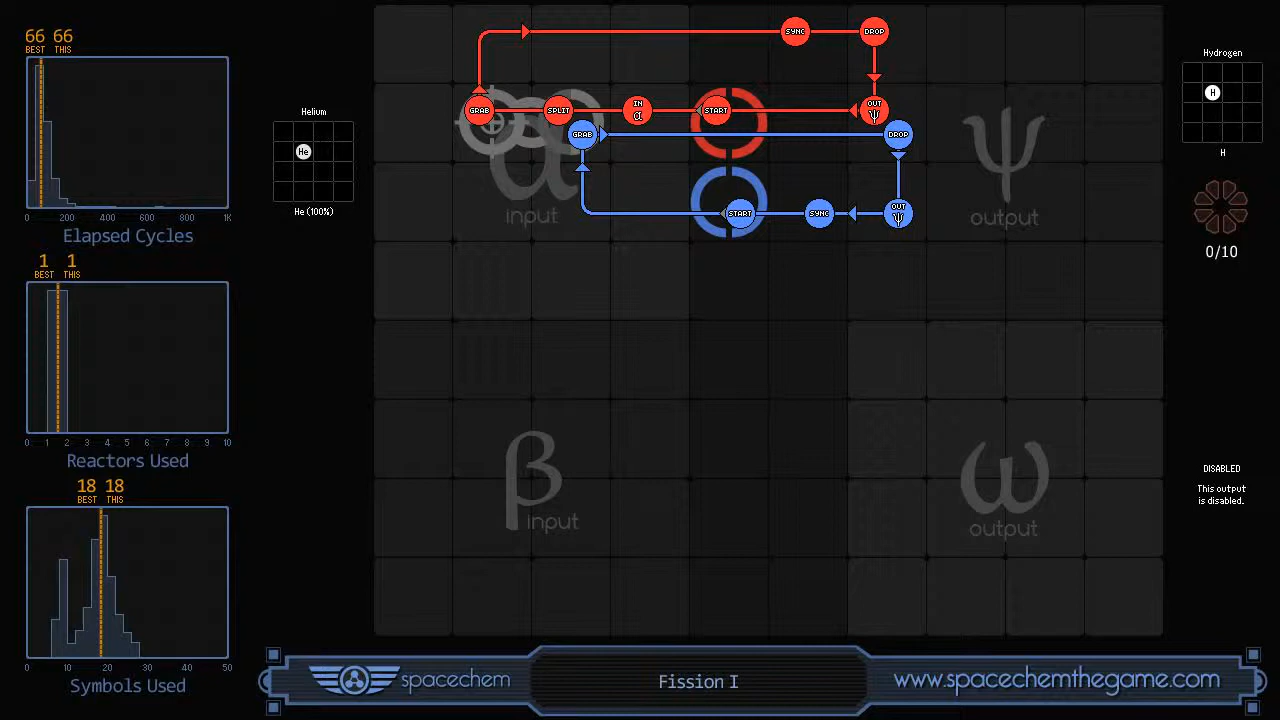 66 66
BEST THIS
0 200 400 600 800 1K
Elapsed Cycles
1 1
BEST THIS
0 1 2 3 4 5 6 7 8 9 10
Reactors Used
18 18
BEST THIS
0 10 20 30 40 50
Symbols Used
Helium
He
He (100%)
SYNC DROP
GRAB SPLIT IN α START OUT ψ
GRAB DROP
START SYNC OUT ψ
α input
ψ output
β input
ω output
Hydrogen
H
H
0/10
DISABLED
This output
is disabled.
spacechem
Fission I
www.spacechemthegame.com